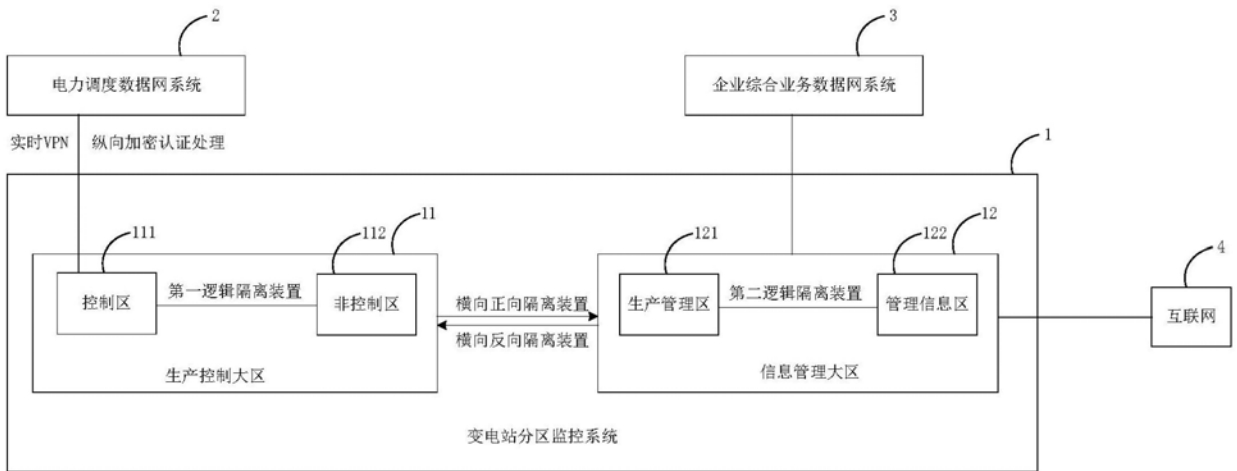 2
3
电力调度数据网系统
企业综合业务数据网系统
实时VPN
纵向加密认证处理
1
111
112
11
121
122
12
4
控制区
第一逻辑隔离装置
非控制区
横向正向隔离装置
横向反向隔离装置
生产管理区
第二逻辑隔离装置
管理信息区
互联网
生产控制大区
信息管理大区
变电站分区监控系统